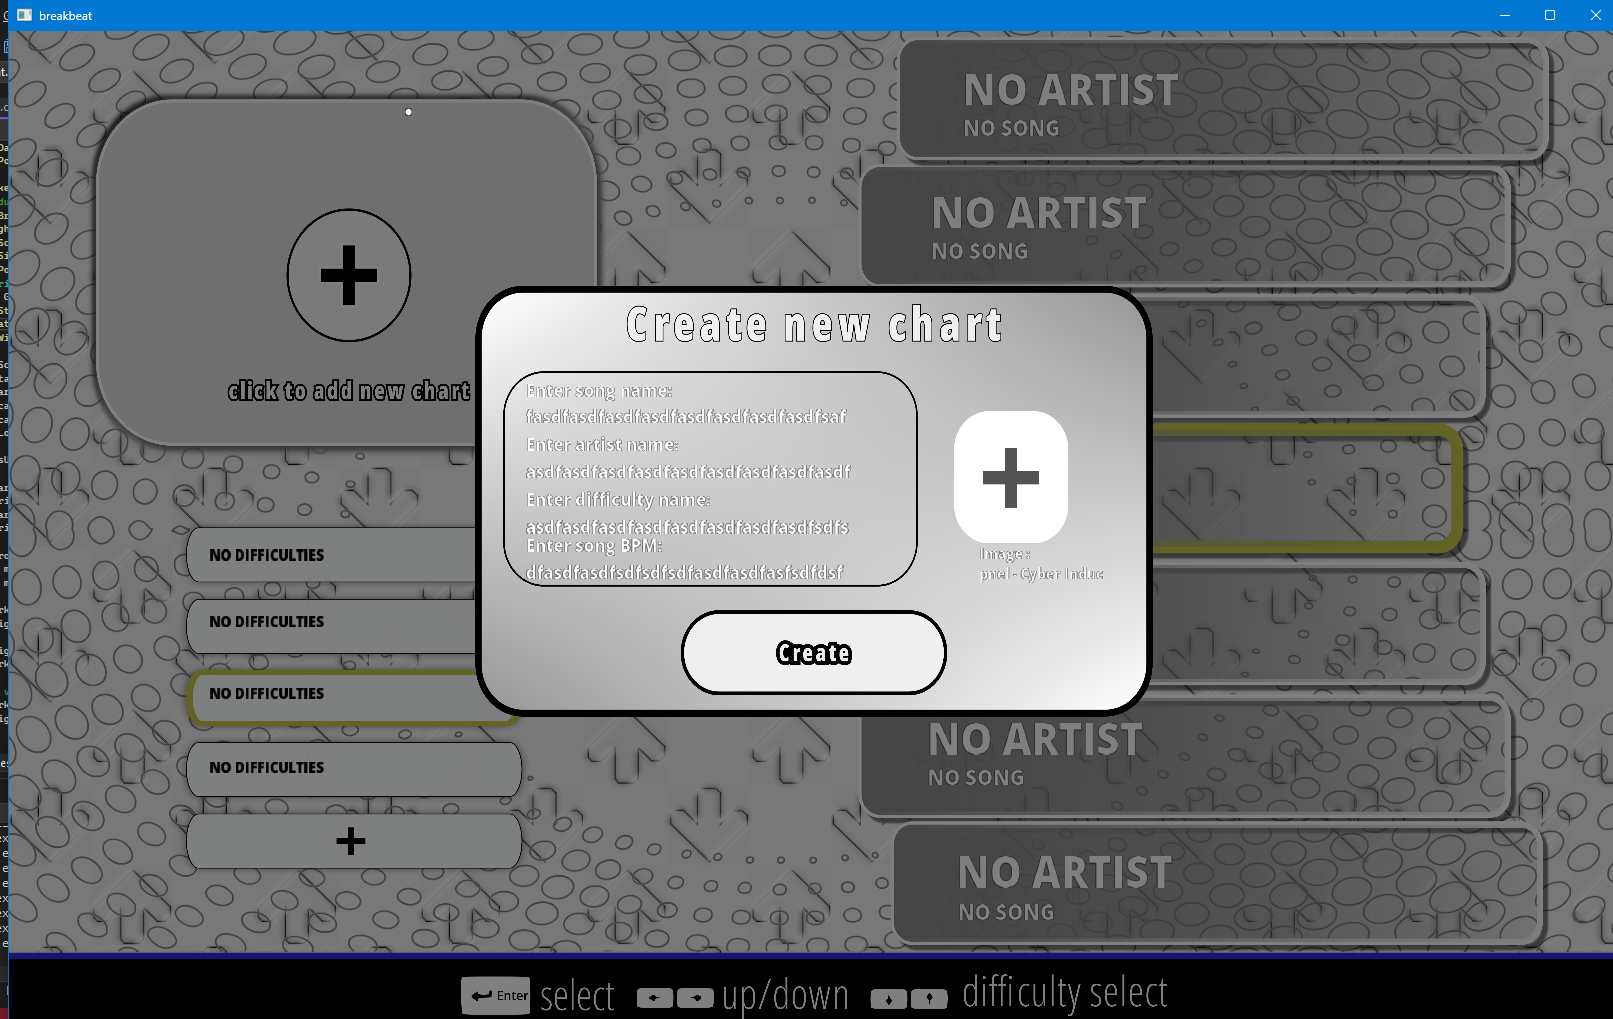 breakbeat
NO ARTIST
NO SONG
NO ARTIST
NO SONG
click to add new chart
Create new chart
Enter song name:
fasdfasdfasdfasdfasdfasdfasdfasdfsaf
Enter artist name:
asdfasdfasdfasdfasdfasdfasdfasdfasdf
Enter difficulty name:
asdfasdfasdfasdfasdfasdfasdfasdfsdfs
Enter song BPM:
dfasdfasdfsdfsdfsdfasdfasdfasfsdfdsf
Image:
Create
NO DIFFICULTIES
NO DIFFICULTIES
NO DIFFICULTIES
NO DIFFICULTIES
NO ARTIST
NO SONG
NO ARTIST
NO SONG
Enter select up/down difficulty select